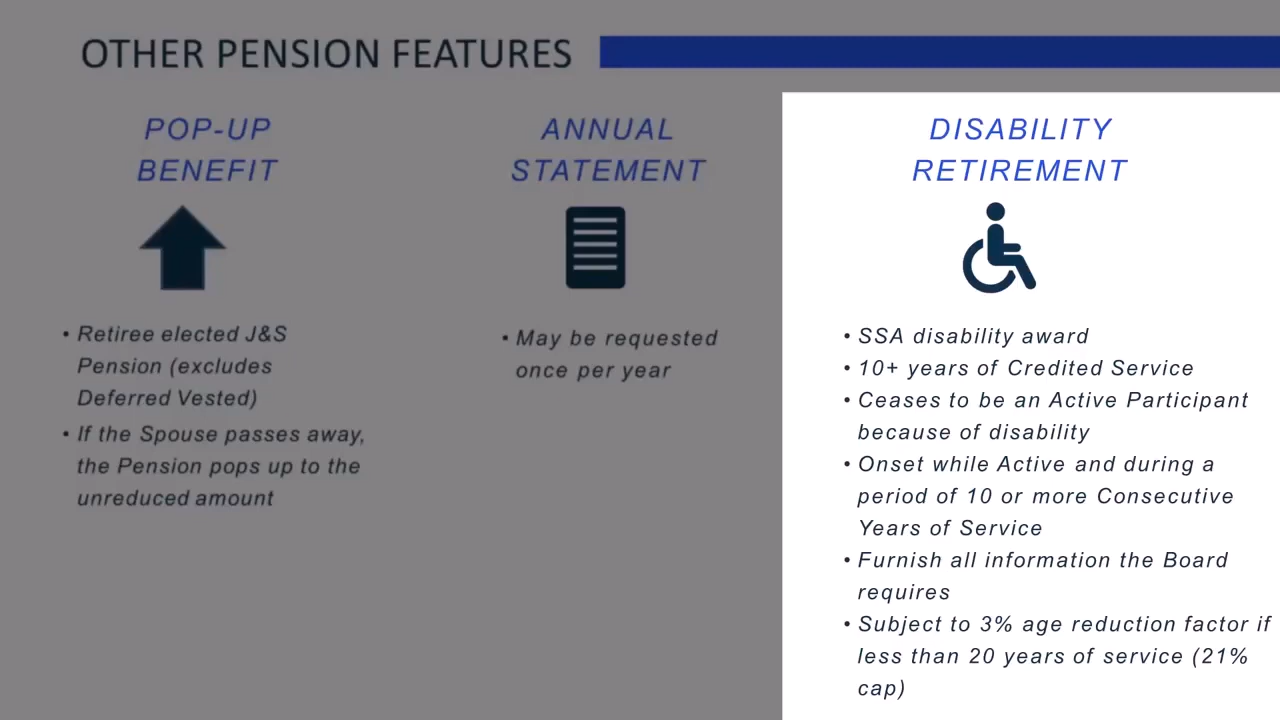 OTHER PENSION FEATURES
POP-UP
BENEFIT
• Retiree elected J&S
Pension (excludes
Deferred Vested)
• If the Spouse passes away,
the Pension pops up to the
unreduced amount
ANNUAL
STATEMENT
• May be requested
once per year
DISABILITY
RETIREMENT
• SSA disability award
• 10+ years of Credited Service
• Ceases to be an Active Participant
because of disability
• Onset while Active and during a
period of 10 or more Consecutive
Years of Service
• Furnish all information the Board
requires
• Subject to 3% age reduction factor if
less than 20 years of service (21%
cap)